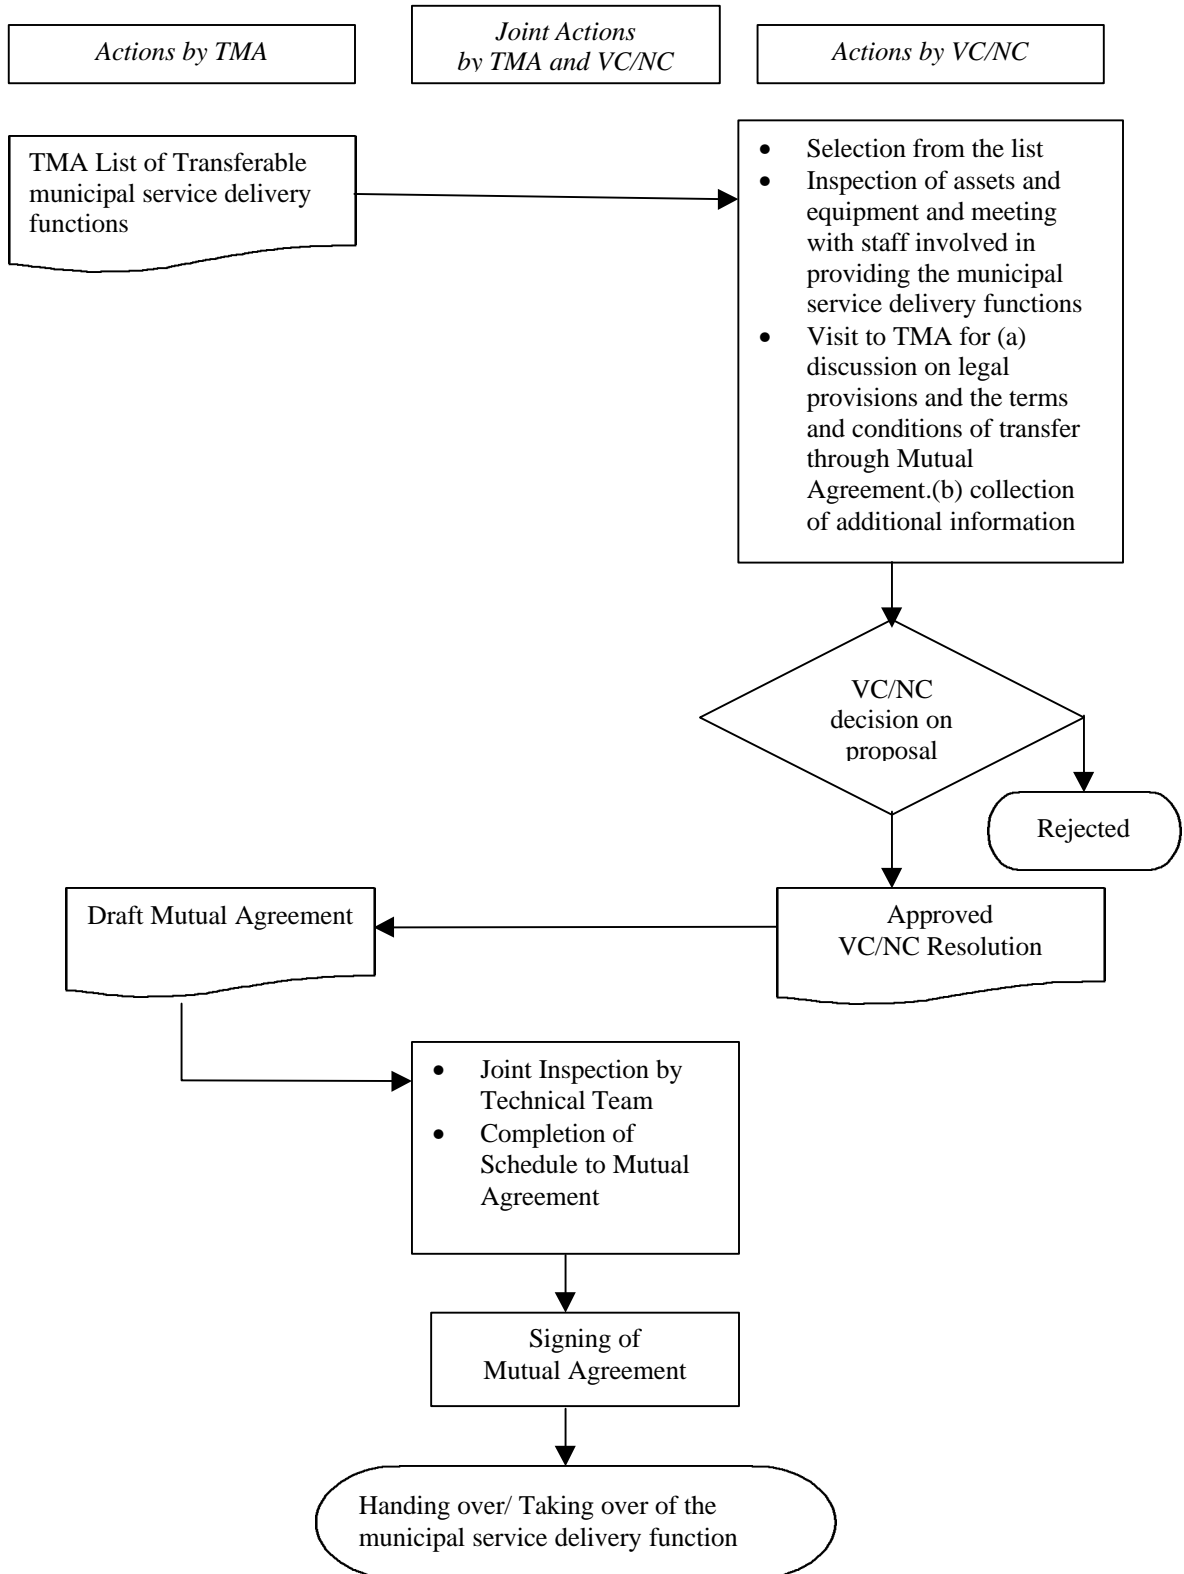 Actions by TMA
Joint Actions
by TMA and VC/NC
Actions by VC/NC
TMA List of Transferable
municipal service delivery
functions
• Selection from the list
• Inspection of assets and
equipment and meeting
with staff involved in
providing the municipal
service delivery functions
• Visit to TMA for (a)
discussion on legal
provisions and the terms
and conditions of transfer
through Mutual
Agreement.(b) collection
of additional information
VC/NC
decision on
proposal
Rejected
Approved
VC/NC Resolution
Draft Mutual Agreement
• Joint Inspection by
Technical Team
• Completion of
Schedule to Mutual
Agreement
Signing of
Mutual Agreement
Handing over/ Taking over of the
municipal service delivery function